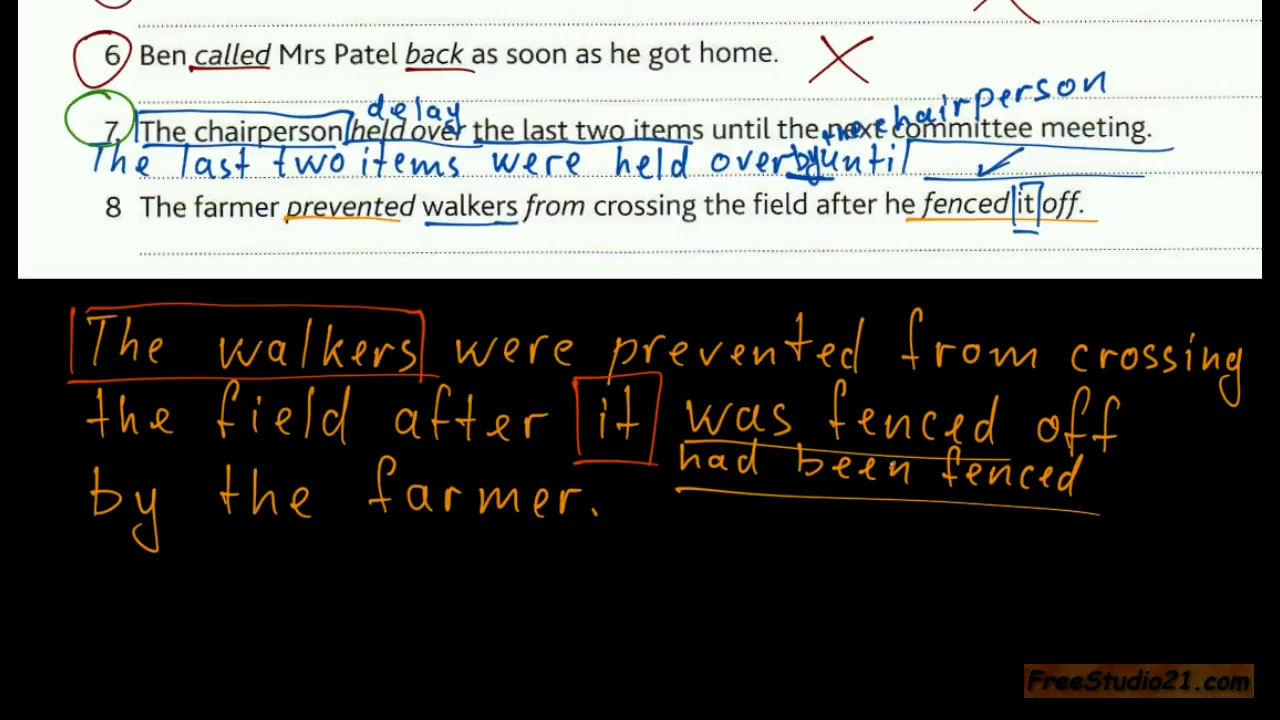 6 Ben called Mrs Patel back as soon as he got home.
delay the chairperson
7 The chairperson held over the last two items until the next committee meeting.
The last two items were held over by until
8 The farmer prevented walkers from crossing the field after he fenced it off.
The walkers were prevented from crossing
the field after it was fenced off
had been fenced
by the farmer.
FreeStudio21.com